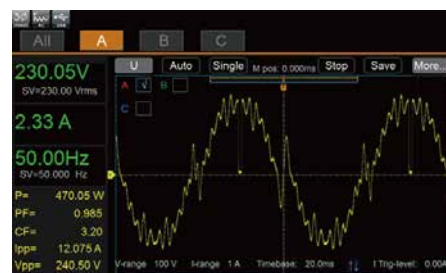 All A B C
230.05V
SV=230.00 Vrms
2.33 A
50.00Hz
SV=50.000 Hz
P= 470.05 W
PF= 0.985
CF= 3.20
Ipp= 12.075 A
Vpp= 240.50 V
U Auto Single M pos: 0.000ms Stop Save More...
A √ B
C
V-range 100 V I-range 1 A Timebase: 20.0ms I Trig-level: 0.00A